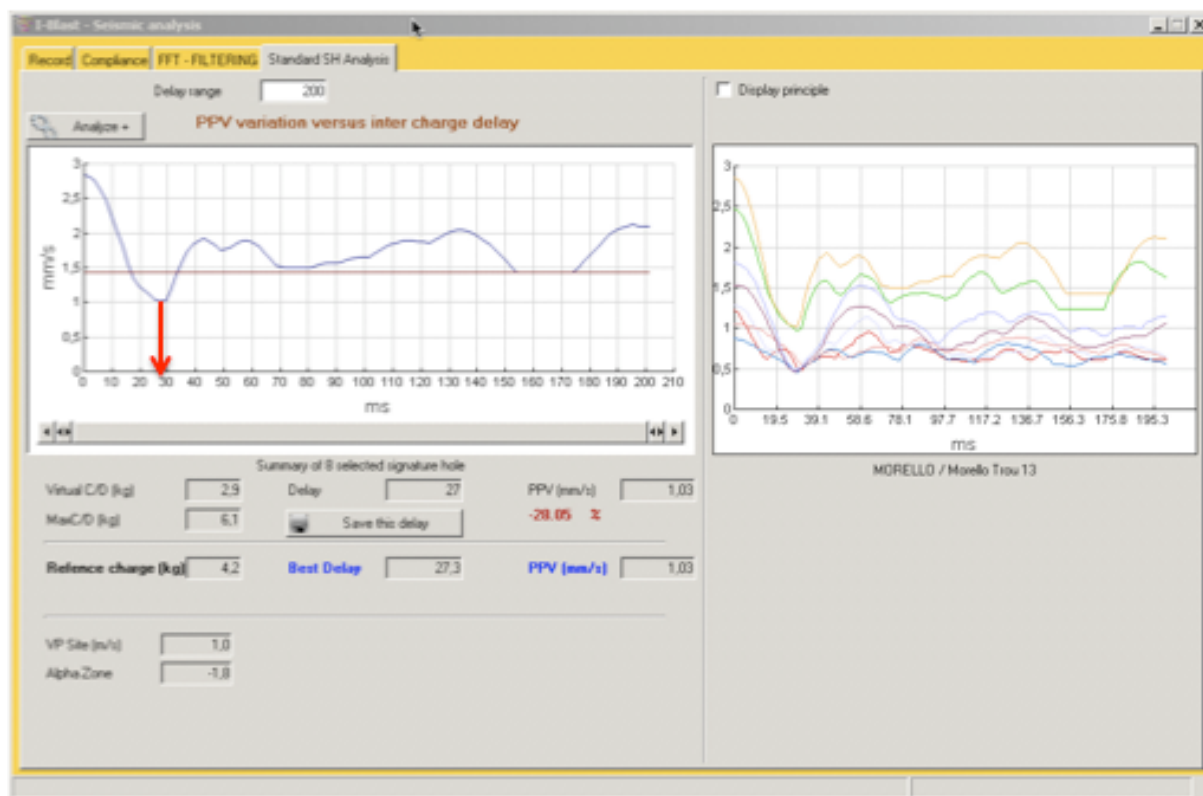 I-Blast - Seismic analysis
Record Compliance FFT - FILTERING Standard SH Analysis
Delay range 200
Display principle
Analyze +
PPV variation versus inter charge delay
3
2,5
2
1,5
1
0,5
0
mm/s
0 10 20 30 40 50 60 70 80 90 100 110 120 130 140 150 160 170 180 190 200 210
ms
3
2,5
2
1,5
1
0,5
0
0 19.5 39.1 58.6 78.1 97.7 117.2 136.7 156.3 175.8 195.3
ms
MORELLO / Morello Trou 13
Summary of 8 selected signature hole
Virtual C/D (kg) 2,9 Delay 27 PPV (mm/s) 1,03
MaxC/D (kg) 6,1 Save this delay -28.05 %
Refence charge (kg) 4,2 Best Delay 27,3 PPV (mm/s) 1,03
VP Site (m/s) 1,0
Alpha.Zone -1,8